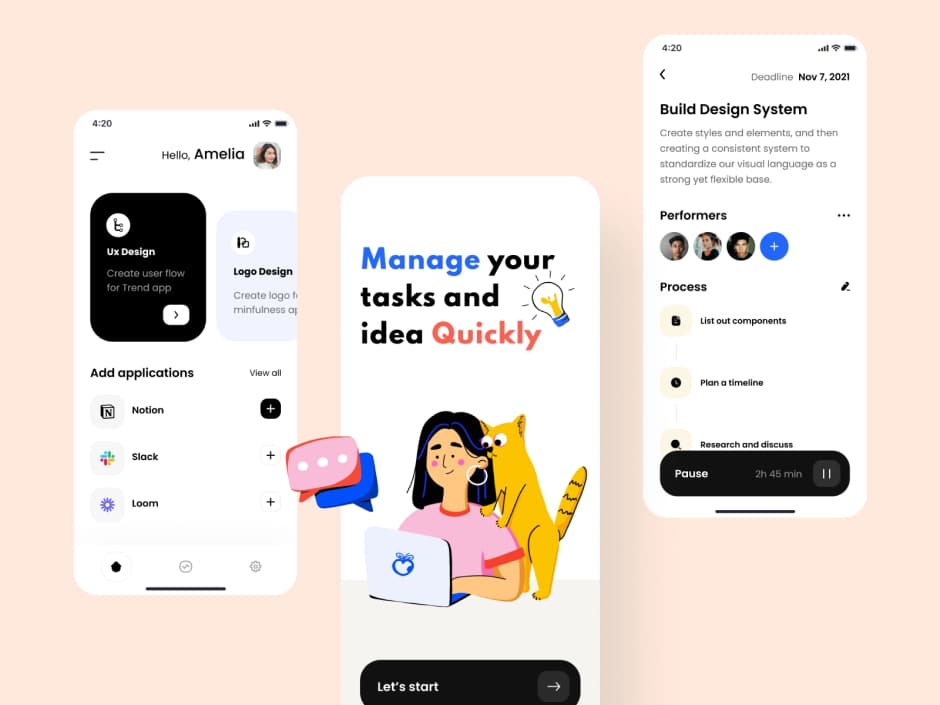 4:20
Hello, Amelia
Ux Design
Create user flow
for Trend app
Logo Design
Create logo f
minfulness ap
Add applications
View all
Notion
Slack
Loom
Manage your
tasks and
idea Quickly
Let's start
4:20
Deadline Nov 7, 2021
Build Design System
Create styles and elements, and then
creating a consistent system to
standardize our visual language as a
strong yet flexible base.
Performers
Process
List out components
Plan a timeline
Research and discuss
Pause
2h 45 min